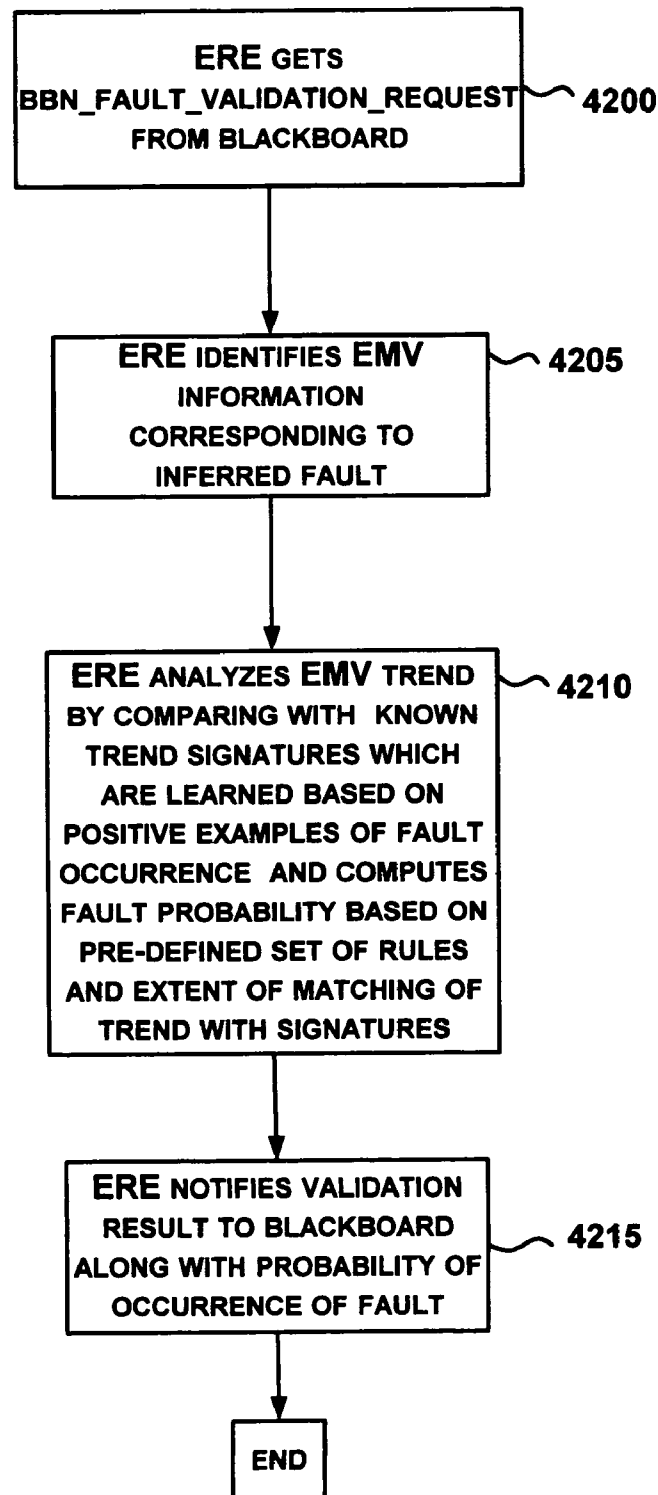 ERE GETS
BBN_FAULT_VALIDATION_REQUEST
FROM BLACKBOARD
4200
ERE IDENTIFIES EMV
INFORMATION
CORRESPONDING TO
INFERRED FAULT
4205
ERE ANALYZES EMV TREND
BY COMPARING WITH KNOWN
TREND SIGNATURES WHICH
ARE LEARNED BASED ON
POSITIVE EXAMPLES OF FAULT
OCCURRENCE AND COMPUTES
FAULT PROBABILITY BASED ON
PRE-DEFINED SET OF RULES
AND EXTENT OF MATCHING OF
TREND WITH SIGNATURES
4210
ERE NOTIFIES VALIDATION
RESULT TO BLACKBOARD
ALONG WITH PROBABILITY OF
OCCURRENCE OF FAULT
4215
END